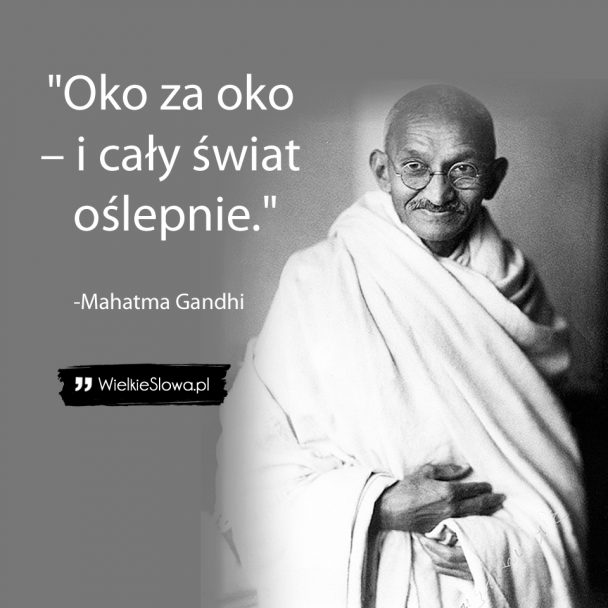 "Oko za oko
– i cały świat
oślepnie."
-Mahatma Gandhi
WielkieSlowa.pl